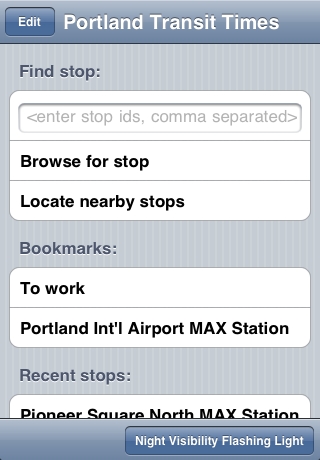 Edit
Portland Transit Times
Find stop:
<enter stop ids, comma separated>
Browse for stop
Locate nearby stops
Bookmarks:
To work
Portland Int'l Airport MAX Station
Recent stops:
Pioneer Square North MAX Station
Night Visibility Flashing Light